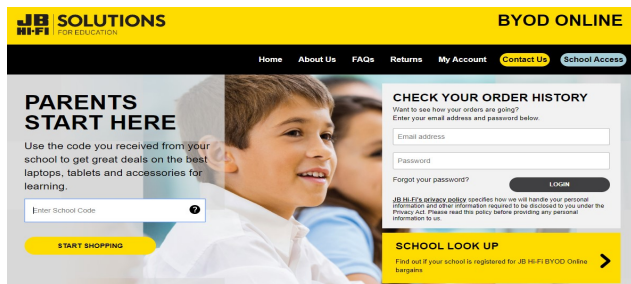 JB HI-FI SOLUTIONS FOR EDUCATION
BYOD ONLINE
Home About Us FAQs Returns My Account Contact Us School Access
PARENTS
START HERE
Use the code you received from your
school to get great deals on the best
laptops, tablets and accessories for
learning.
Enter School Code ?
START SHOPPING
CHECK YOUR ORDER HISTORY
Want to see how your orders are going?
Enter your email address and password below.
Email address
Password
Forgot your password?
LOGIN
JB Hi-Fi's privacy policy specifies how we will handle your personal
information and other information required to be disclosed to you under the
Privacy Act. Please read this policy before providing any personal
information to us.
SCHOOL LOOK UP
Find out if your school is registered for JB Hi-Fi BYOD Online
bargains